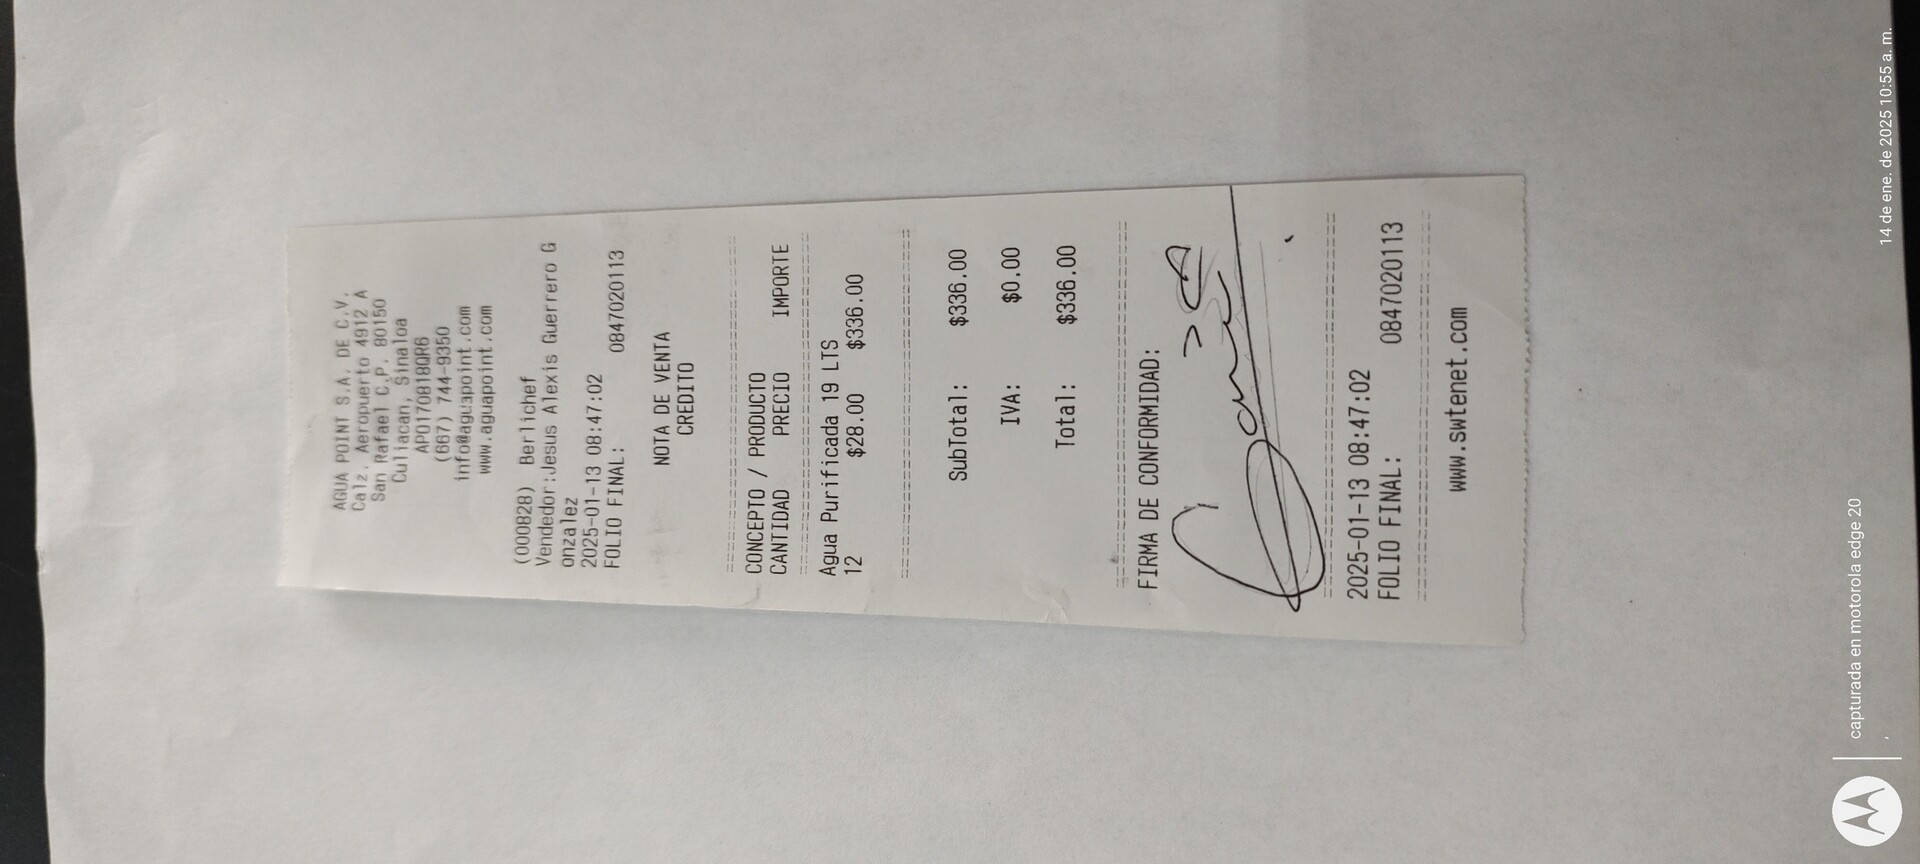 AGUA POINT S.A. DE C.V.
Calz. Aeropuerto 4912 A
San Rafael C.P. 80150
Culiacan, Sinaloa
APO170818QR6
(667) 744-9350
info@aguapoint.com
www.aguapoint.com
(000828) Berlichef
Vendedor:Jesus Alexis Guerrero G
onzalez
2025-01-13 08:47:02
FOLIO FINAL: 0847020113
NOTA DE VENTA
CREDITO
CONCEPTO / PRODUCTO
CANTIDAD PRECIO IMPORTE
Agua Purificada 19 LTS
12 $28.00 $336.00
SubTotal: $336.00
IVA: $0.00
Total: $336.00
FIRMA DE CONFORMIDAD:
2025-01-13 08:47:02
FOLIO FINAL: 0847020113
www.swtenet.com
capturada en motorola edge 20
14 de ene. de 2025 10:55 a. m.